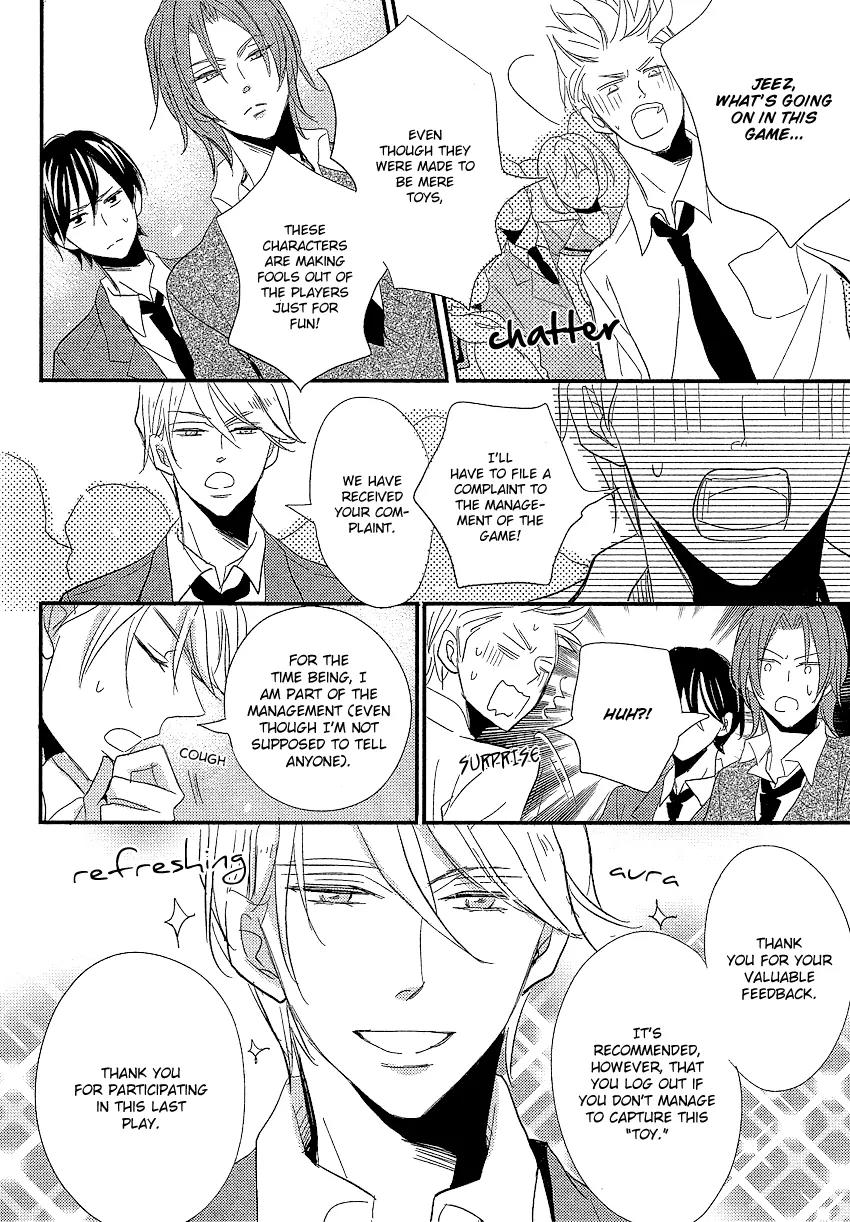 JEEZ,
WHAT'S GOING
ON IN THIS
GAME...
chatter
EVEN
THOUGH THEY
WERE MADE TO
BE MERE
TOYS,
THESE
CHARACTERS
ARE MAKING
FOOLS OUT OF
THE PLAYERS
JUST FOR
FUN!
I'LL
HAVE TO FILE A
COMPLAINT TO
THE MANAGE-
MENT OF THE
GAME!
WE HAVE
RECEIVED
YOUR COM-
PLAINT.
HUH?!
SURPRISE
FOR THE
TIME BEING, I
AM PART OF THE
MANAGEMENT (EVEN
THOUGH I'M NOT
SUPPOSED TO TELL
ANYONE).
COUGH
refreshing
aura
THANK
YOU FOR YOUR
VALUABLE
FEEDBACK.
IT'S
RECOMMENDED,
HOWEVER, THAT
YOU LOG OUT IF
YOU DON'T MANAGE
TO CAPTURE THIS
"TOY."
THANK YOU
FOR PARTICIPATING
IN THIS LAST
PLAY.